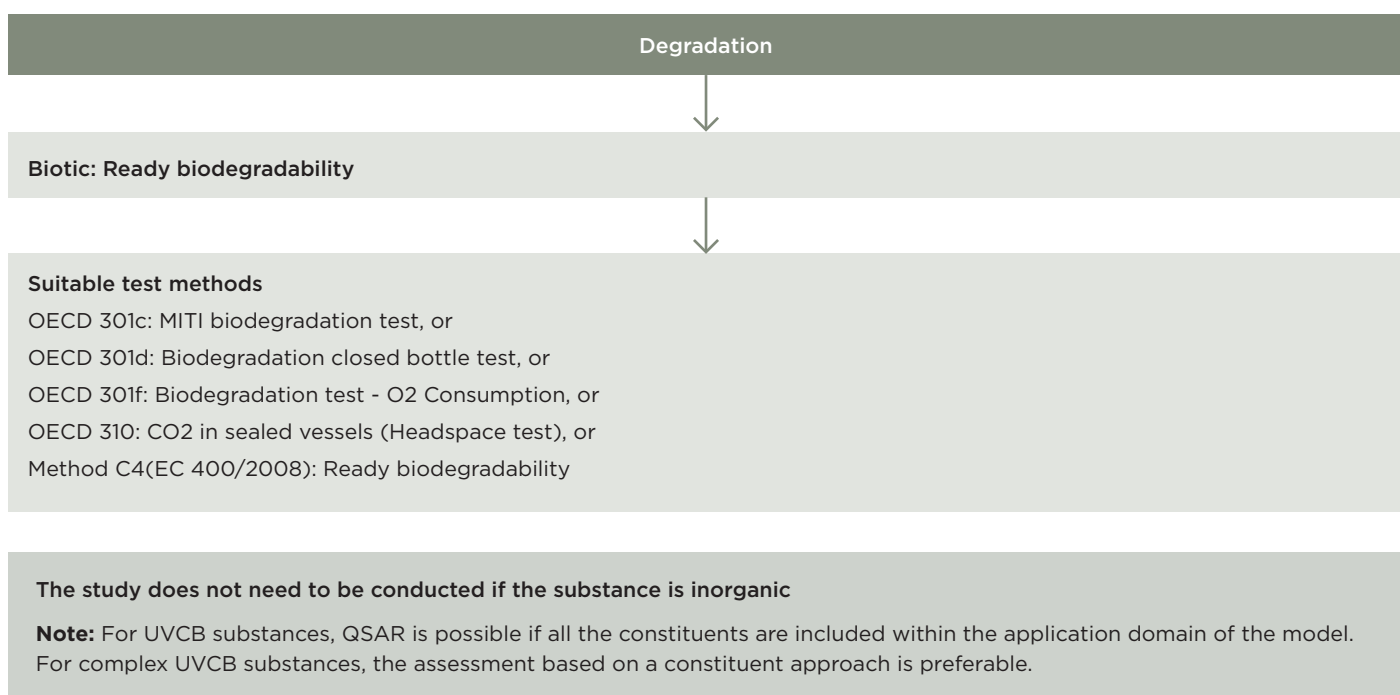 Degradation
Biotic: Ready biodegradability
Suitable test methods
OECD 301c: MITI biodegradation test, or
OECD 301d: Biodegradation closed bottle test, or
OECD 301f: Biodegradation test - O2 Consumption, or
OECD 310: CO2 in sealed vessels (Headspace test), or
Method C4(EC 400/2008): Ready biodegradability
The study does not need to be conducted if the substance is inorganic
Note: For UVCB substances, QSAR is possible if all the constituents are included within the application domain of the model.
For complex UVCB substances, the assessment based on a constituent approach is preferable.